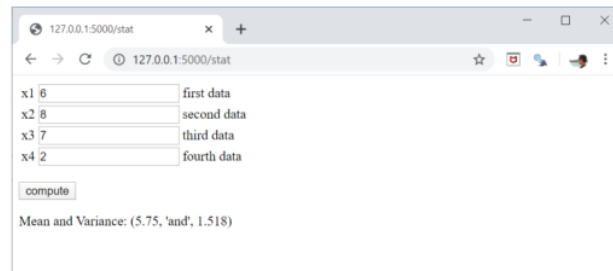 127.0.0.1:5000/stat
127.0.0.1:5000/stat
x1 6 first data
x2 8 second data
x3 7 third data
x4 2 fourth data
compute
Mean and Variance: (5.75, 'and', 1.518)